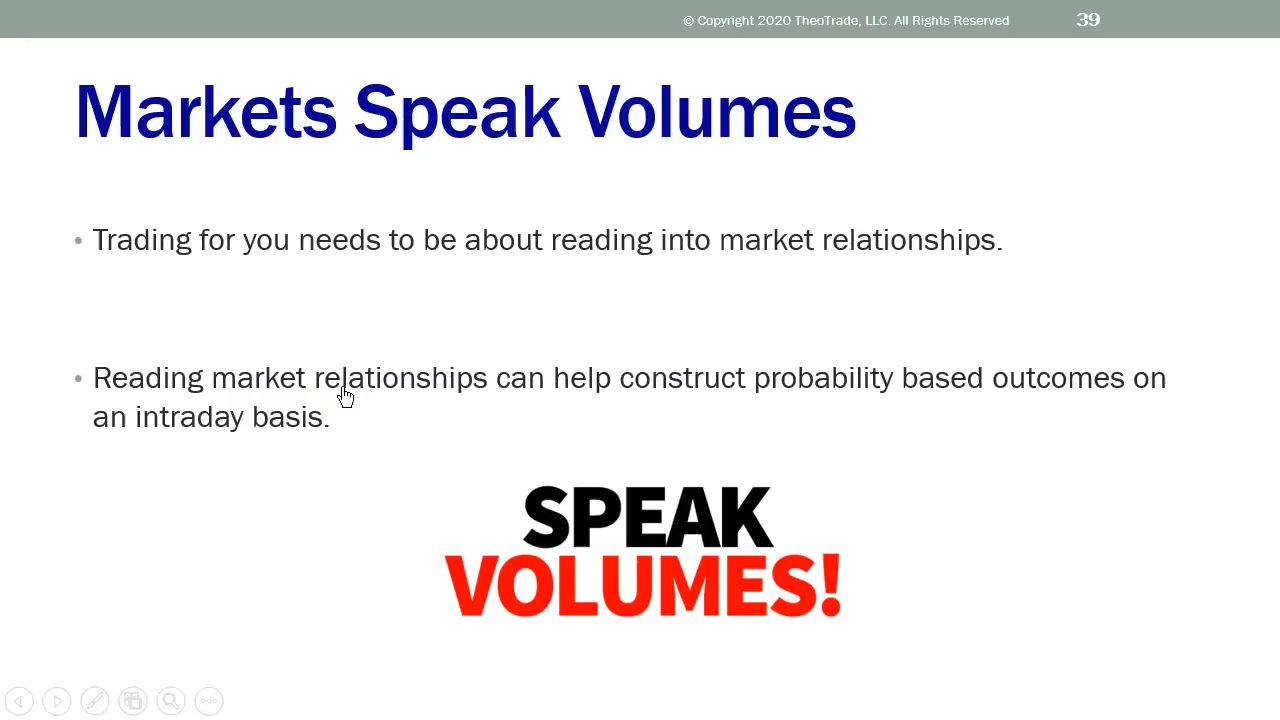 © Copyright 2020 TheoTrade, LLC. All Rights Reserved
39
Markets Speak Volumes
• Trading for you needs to be about reading into market relationships.
• Reading market relationships can help construct probability based outcomes on
an intraday basis.
SPEAK
VOLUMES!